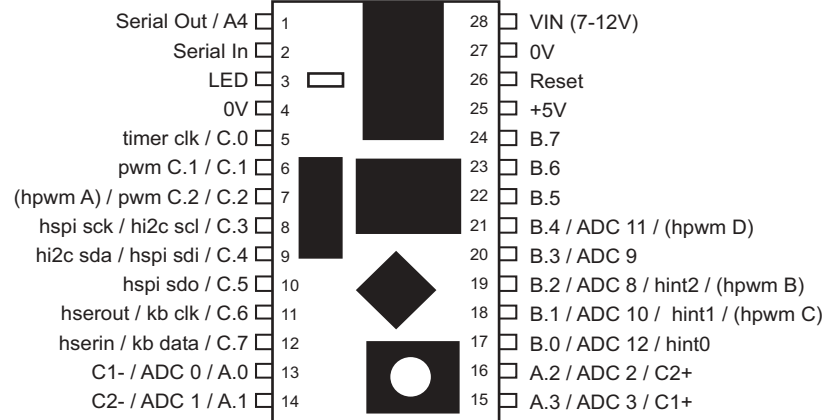 Serial Out / A4 1 28 VIN (7-12V)
Serial In 2 27 0V
LED 3 26 Reset
0V 4 25 +5V
timer clk / C.0 5 24 B.7
pwm C.1 / C.1 6 23 B.6
(hpwm A) / pwm C.2 / C.2 7 22 B.5
hspi sck / hi2c scl / C.3 8 21 B.4 / ADC 11 / (hpwm D)
hi2c sda / hspi sdi / C.4 9 20 B.3 / ADC 9
hspi sdo / C.5 10 19 B.2 / ADC 8 / hint2 / (hpwm B)
hserout / kb clk / C.6 11 18 B.1 / ADC 10 / hint1 / (hpwm C)
hserin / kb data / C.7 12 17 B.0 / ADC 12 / hint0
C1- / ADC 0 / A.0 13 16 A.2 / ADC 2 / C2+
C2- / ADC 1 / A.1 14 15 A.3 / ADC 3 / C1+